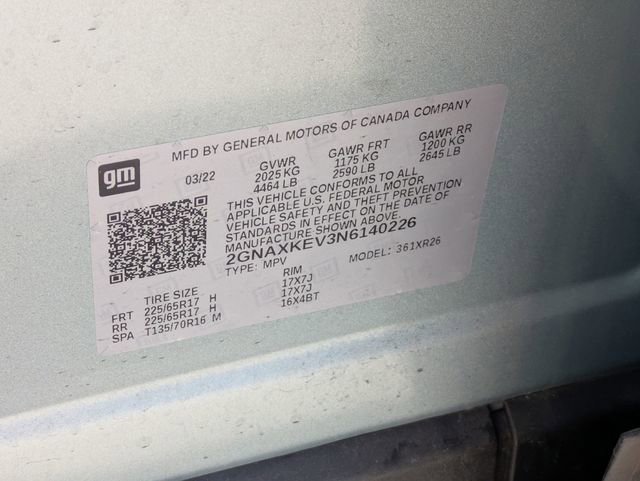 gm
MFD BY GENERAL MOTORS OF CANADA COMPANY
03/22
GVWR GAWR FRT GAWR RR
2025 KG 1175 KG 1200 KG
4464 LB 2590 LB 2645 LB
THIS VEHICLE CONFORMS TO ALL
APPLICABLE U.S. FEDERAL MOTOR
VEHICLE SAFETY AND THEFT PREVENTION
STANDARDS IN EFFECT ON THE DATE OF
MANUFACTURE SHOWN ABOVE.
2GNAXKEV3N6140226
TYPE: MPV MODEL: 361XR26
TIRE SIZE RIM
FRT 225/65R17 H 17X7J
RR 225/65R17 H 17X7J
SPA T135/70R16 M 16X4BT